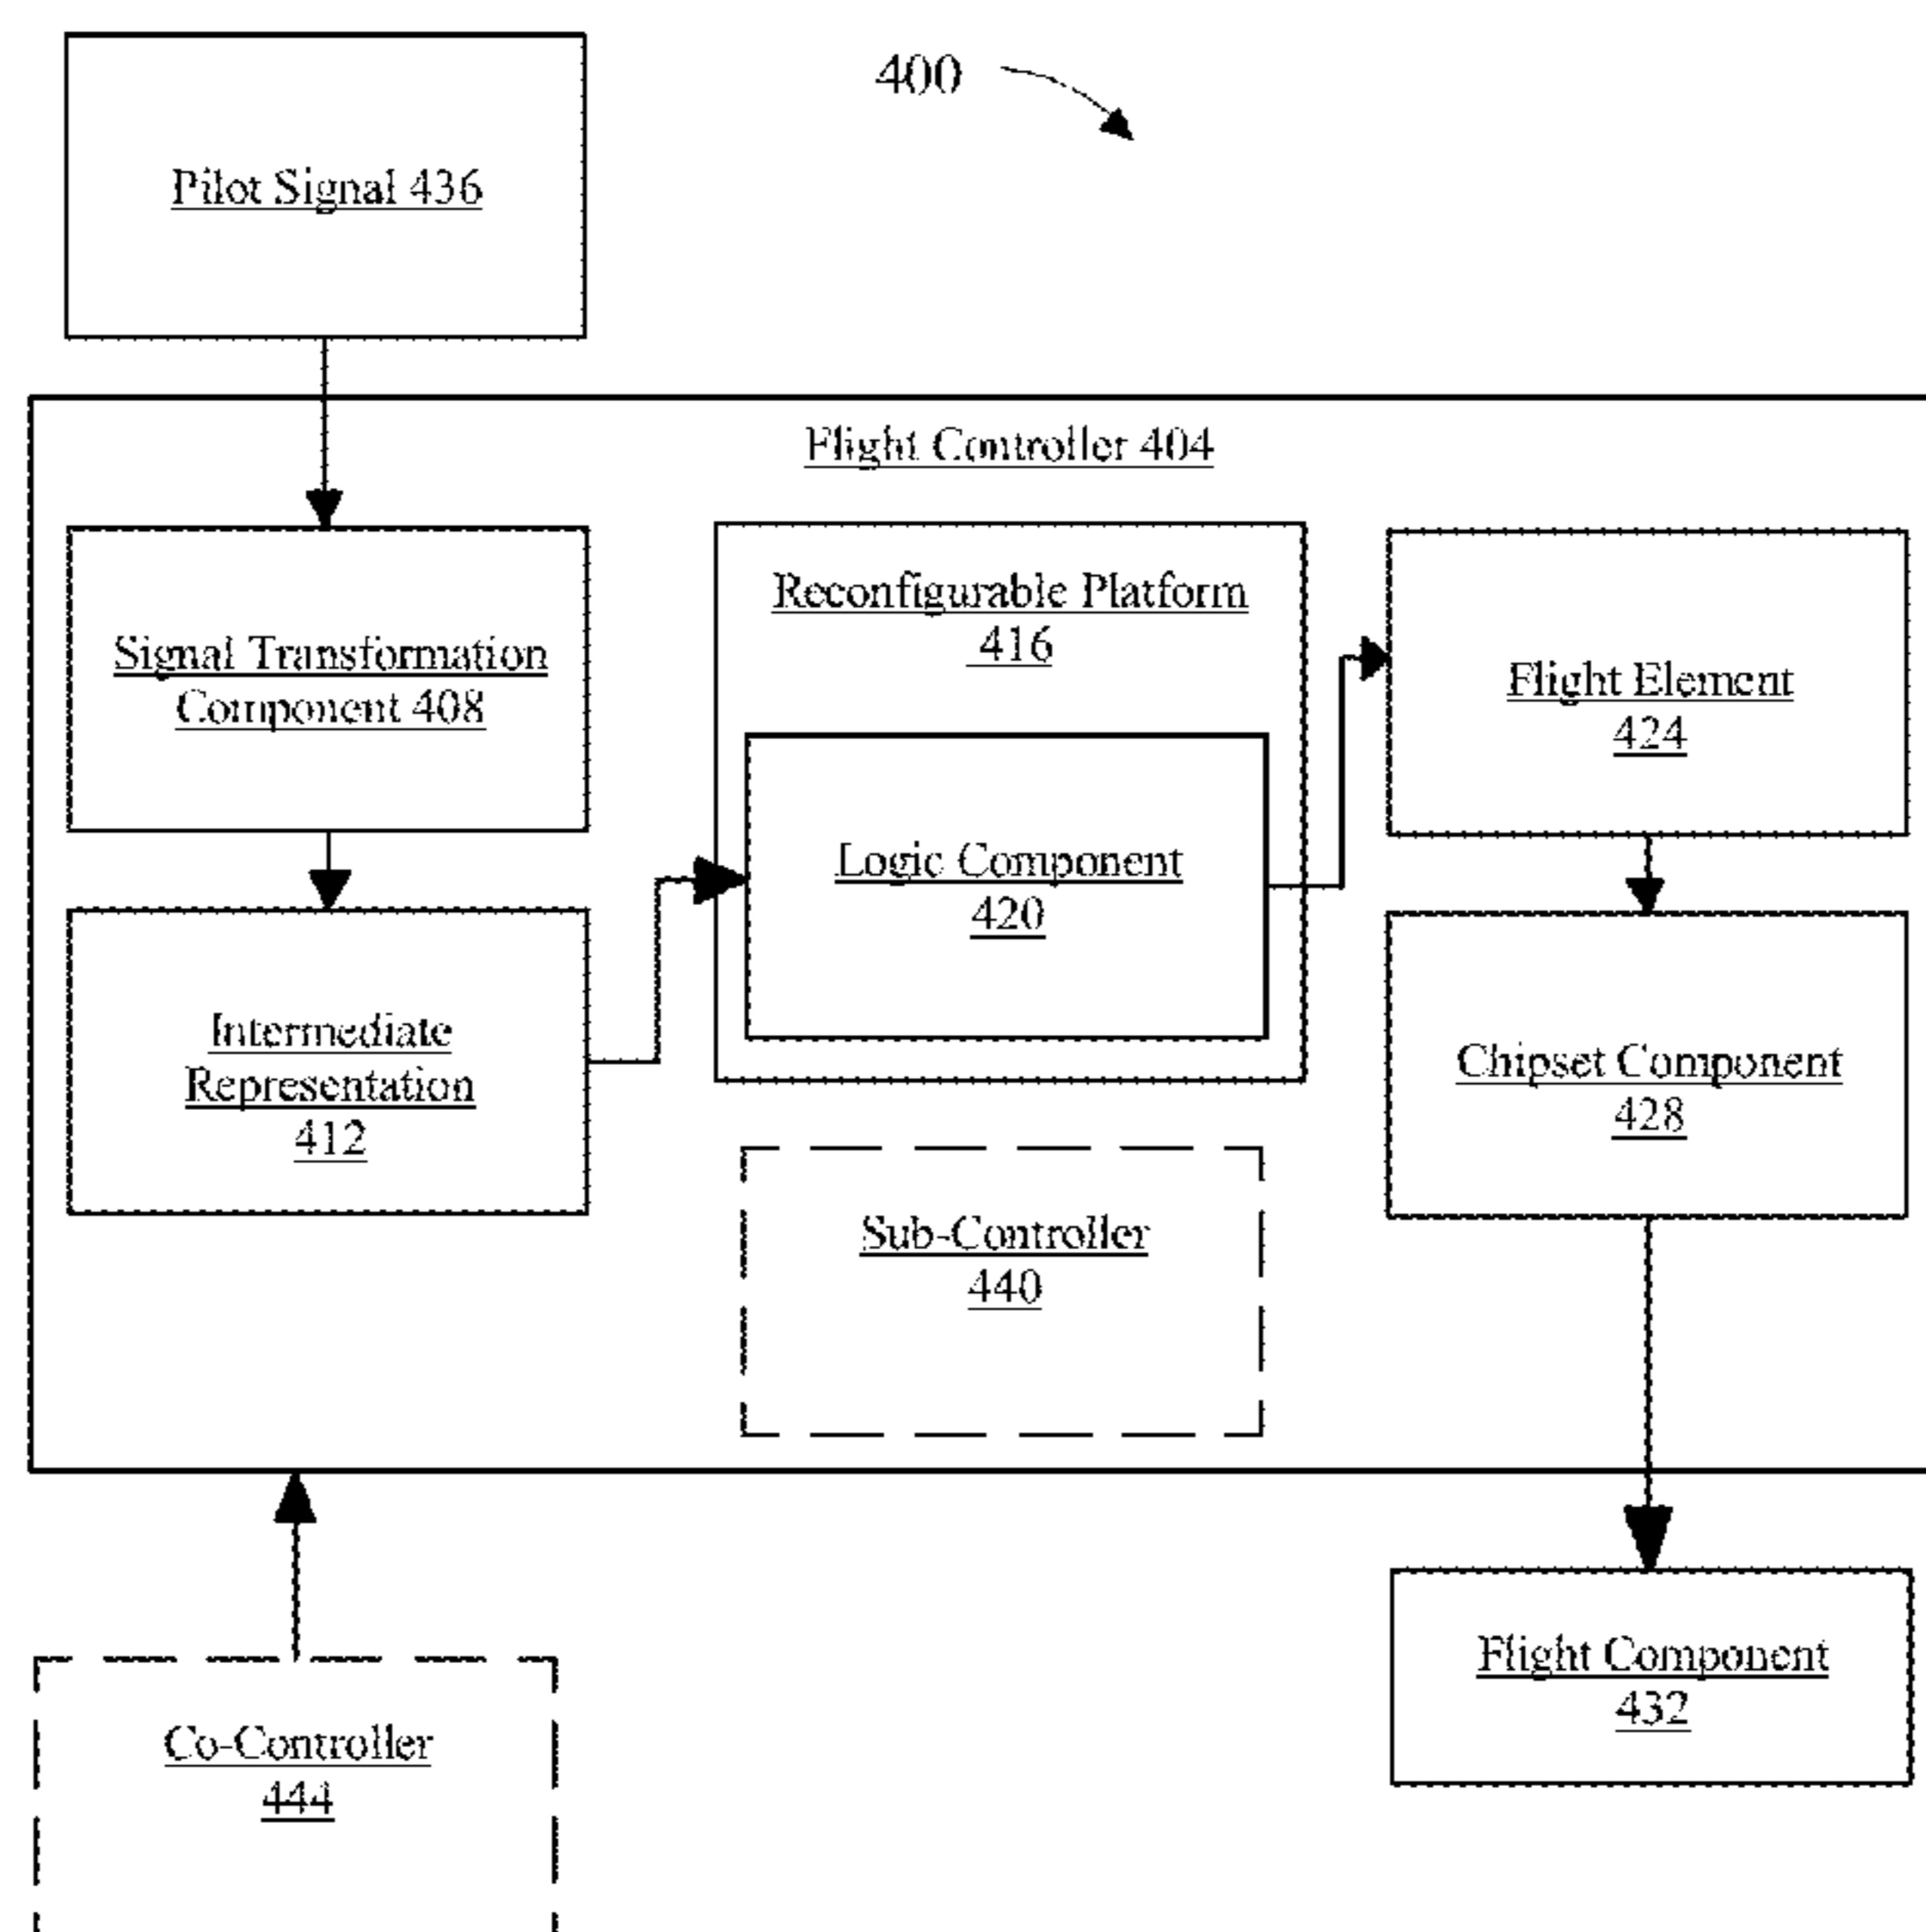 400
Pilot Signal 436
Flight Controller 404
Signal Transformation
Component 408
Reconfigurable Platform
416
Flight Element
424
Logic Component
420
Intermediate
Representation
412
Chipset Component
428
Sub-Controller
440
Flight Component
432
Co-Controller
444